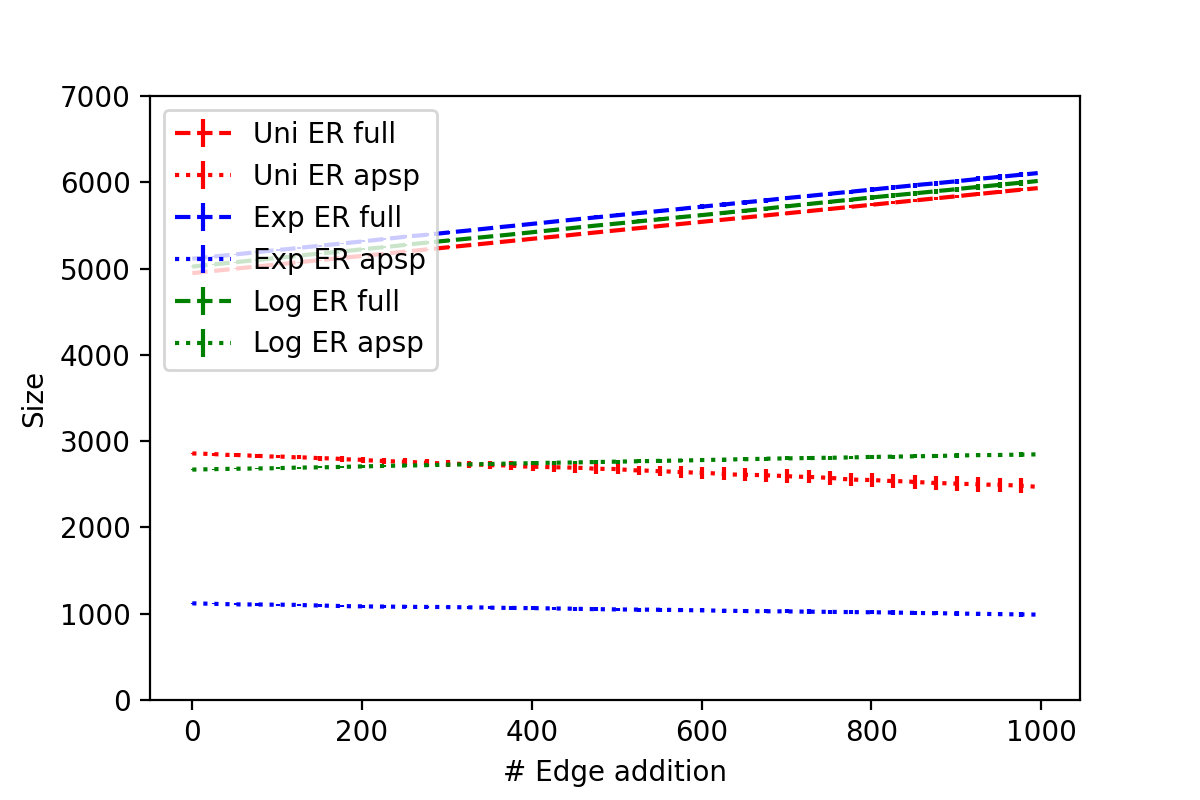 7000
6000
5000
4000
3000
2000
1000
0
Size
Uni ER full
Uni ER apsp
Exp ER full
Exp ER apsp
Log ER full
Log ER apsp
0 200 400 600 800 1000
# Edge addition